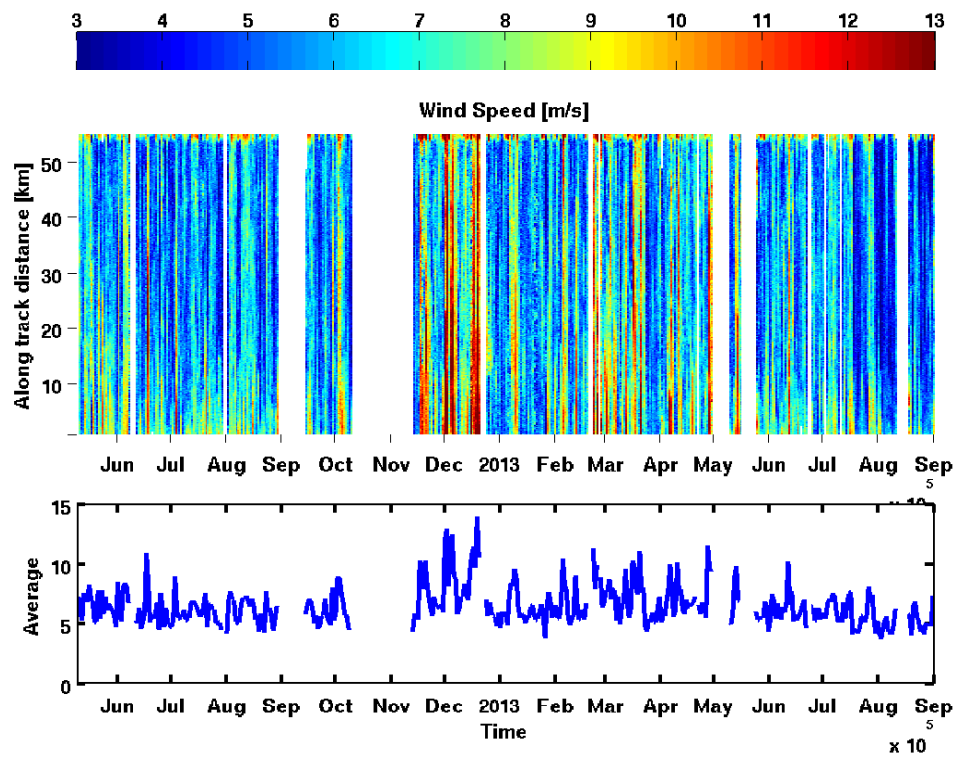 3 4 5 6 7 8 9 10 11 12 13
Wind Speed [m/s]
50
40
30
20
10
Along track distance [km]
Jun Jul Aug Sep Oct Nov Dec 2013 Feb Mar Apr May Jun Jul Aug Sep
5
x 10
15
10
5
0
Average
Jun Jul Aug Sep Oct Nov Dec 2013 Feb Mar Apr May Jun Jul Aug Sep
Time
5
x 10